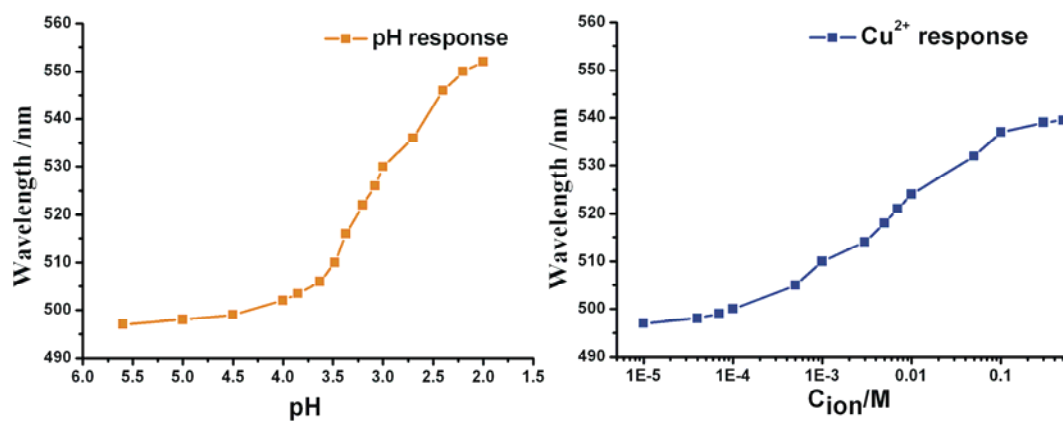 560
550
540
530
520
510
500
490
Wavelength /nm
pH response
6.0 5.5 5.0 4.5 4.0 3.5 3.0 2.5 2.0 1.5
pH
560
550
540
530
520
510
500
490
Wavelength /nm
Cu²⁺ response
1E-5 1E-4 1E-3 0.01 0.1
C_ion/M